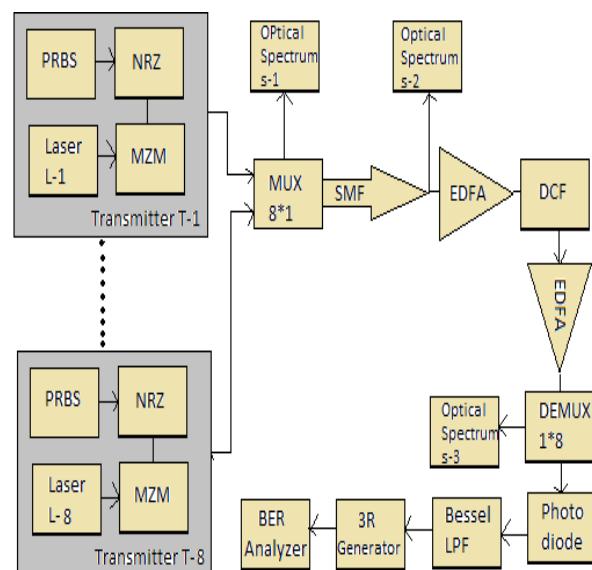 PRBS
NRZ
Laser
L-1
MZM
Transmitter T-1
OPtical
Spectrum
s-1
Optical
Spectrum
s-2
MUX
8*1
SMF
EDFA
DCF
EDFA
PRBS
NRZ
Laser
L-8
MZM
Transmitter T-8
Optical
Spectrum
s-3
DEMUX
1*8
BER
Analyzer
3R
Generator
Bessel
LPF
Photo
diode